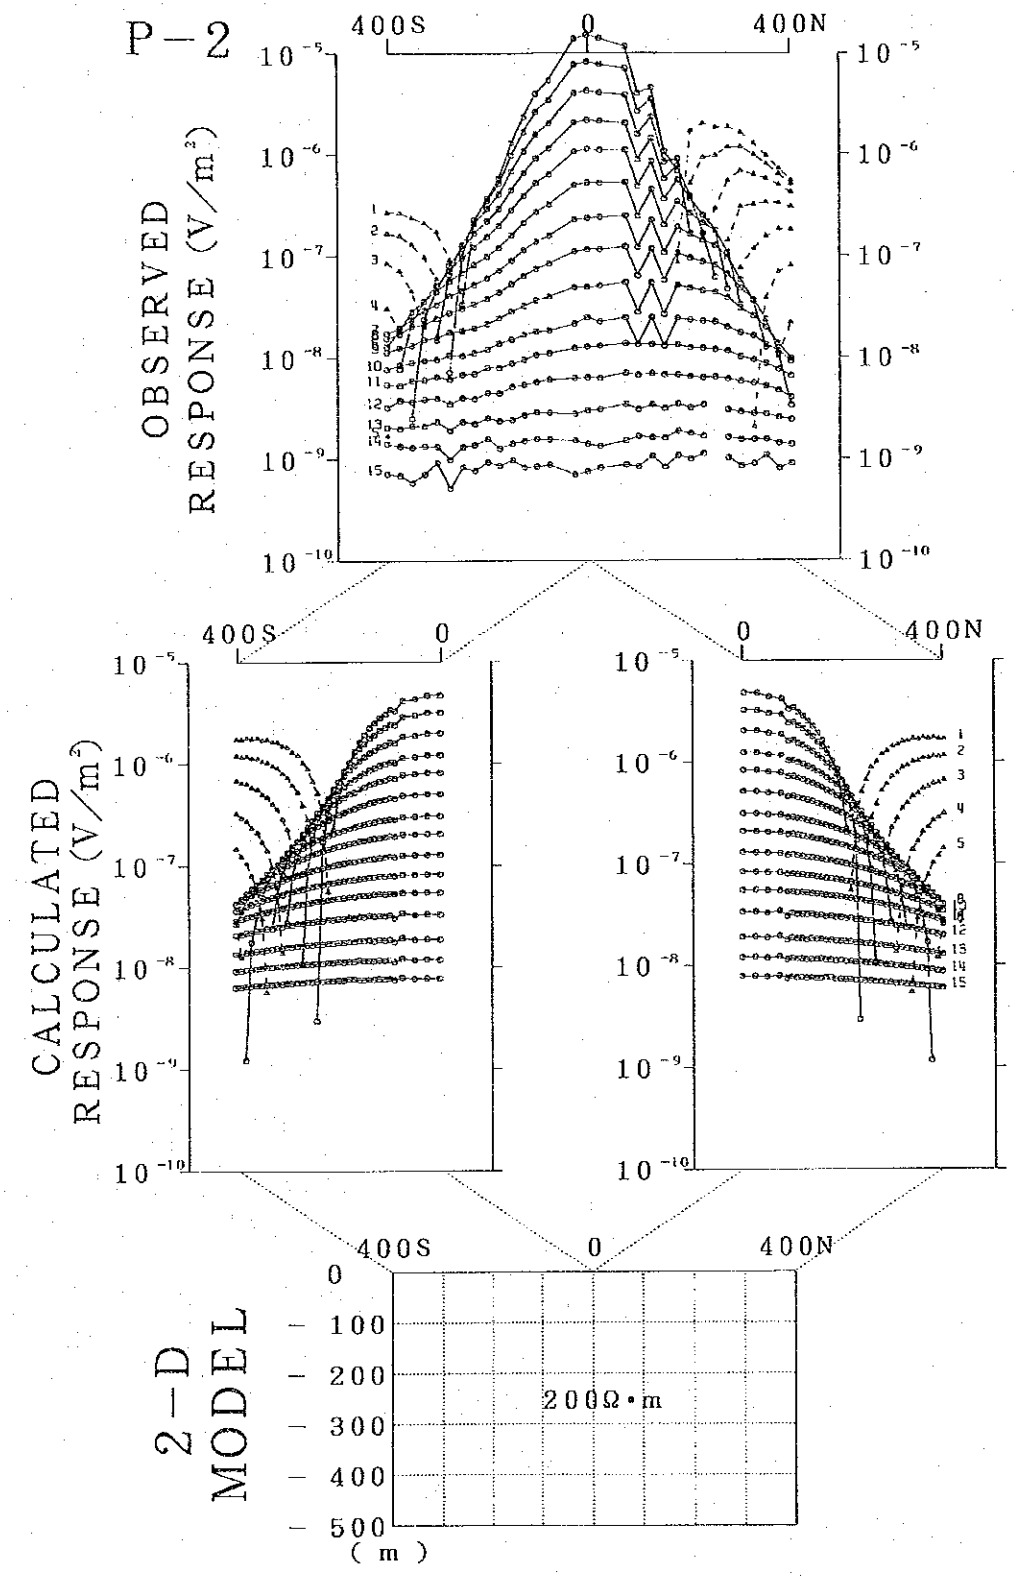 P-2
400S 0 400N
10⁻⁵ 10⁻⁵
10⁻⁶ 10⁻⁶
10⁻⁷ 10⁻⁷
10⁻⁸ 10⁻⁸
10⁻⁹ 10⁻⁹
10⁻¹⁰ 10⁻¹⁰
OBSERVED
RESPONSE (V/m²)
1
2
3
4
9
10
11
12
13
14
15
400S 0
0 400N
10⁻⁵ 10⁻⁵
10⁻⁶ 10⁻⁶
10⁻⁷ 10⁻⁷
10⁻⁸ 10⁻⁸
10⁻⁹ 10⁻⁹
10⁻¹⁰ 10⁻¹⁰
CALCULATED
RESPONSE (V/m²)
1
2
3
4
5
12
13
14
15
400S 0 400N
0
- 100
- 200
- 300
- 400
- 500
(m)
2-D
MODEL
200Ω•m